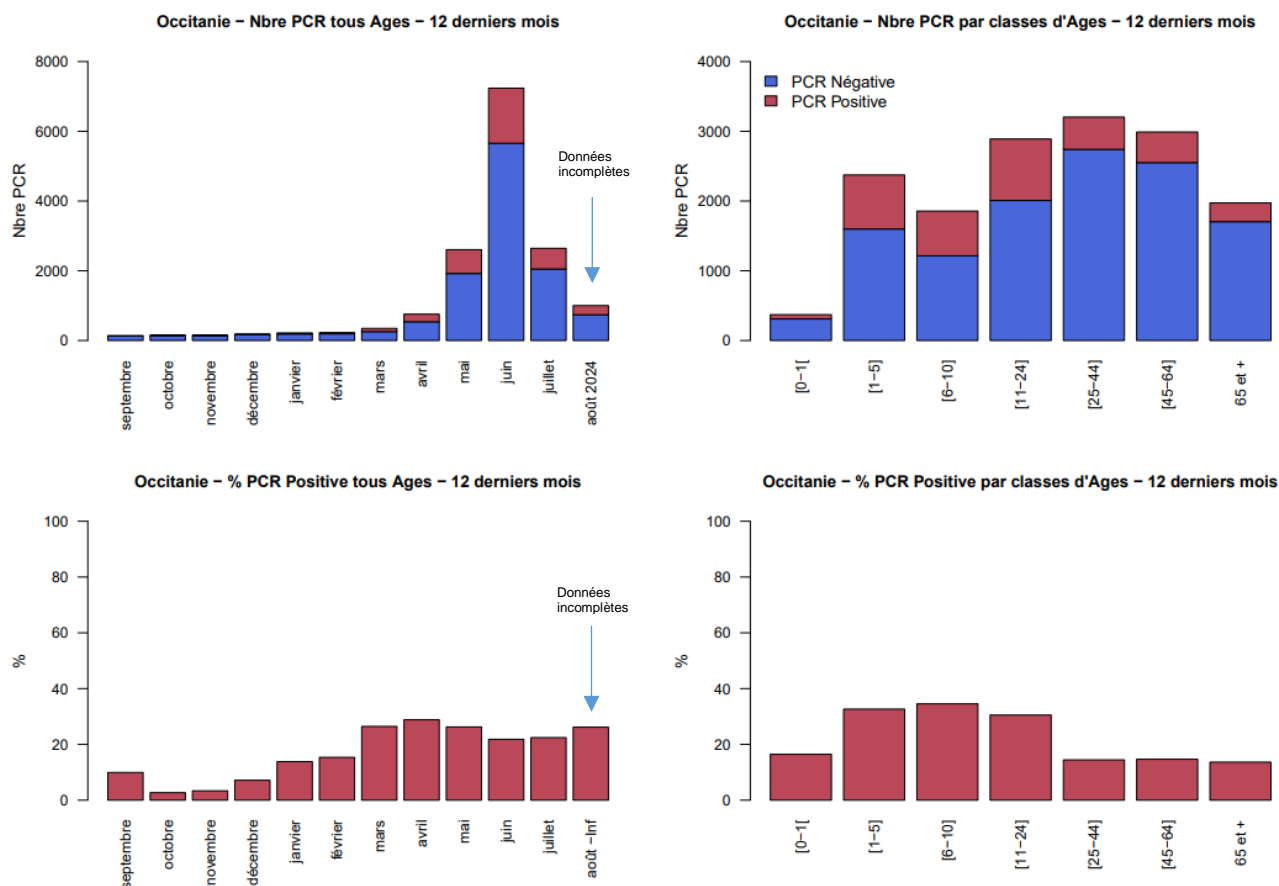 Occitanie − Nbre PCR tous Ages − 12 derniers mois
Nbre PCR
8000
6000
4000
2000
0
Données
incomplètes
septembre
octobre
novembre
décembre
janvier
février
mars
avril
mai
juin
juillet
août 2024
Occitanie − Nbre PCR par classes d'Ages − 12 derniers mois
Nbre PCR
4000
3000
2000
1000
0
PCR Négative
PCR Positive
[0−1[
[1−5]
[6−10]
[11−24]
[25−44]
[45−64]
65 et +
Occitanie − % PCR Positive tous Ages − 12 derniers mois
%
100
80
60
40
20
0
Données
incomplètes
septembre
octobre
novembre
décembre
janvier
février
mars
avril
mai
juin
juillet
août −Inf
Occitanie − % PCR Positive par classes d'Ages − 12 derniers mois
%
100
80
60
40
20
0
[0−1[
[1−5]
[6−10]
[11−24]
[25−44]
[45−64]
65 et +